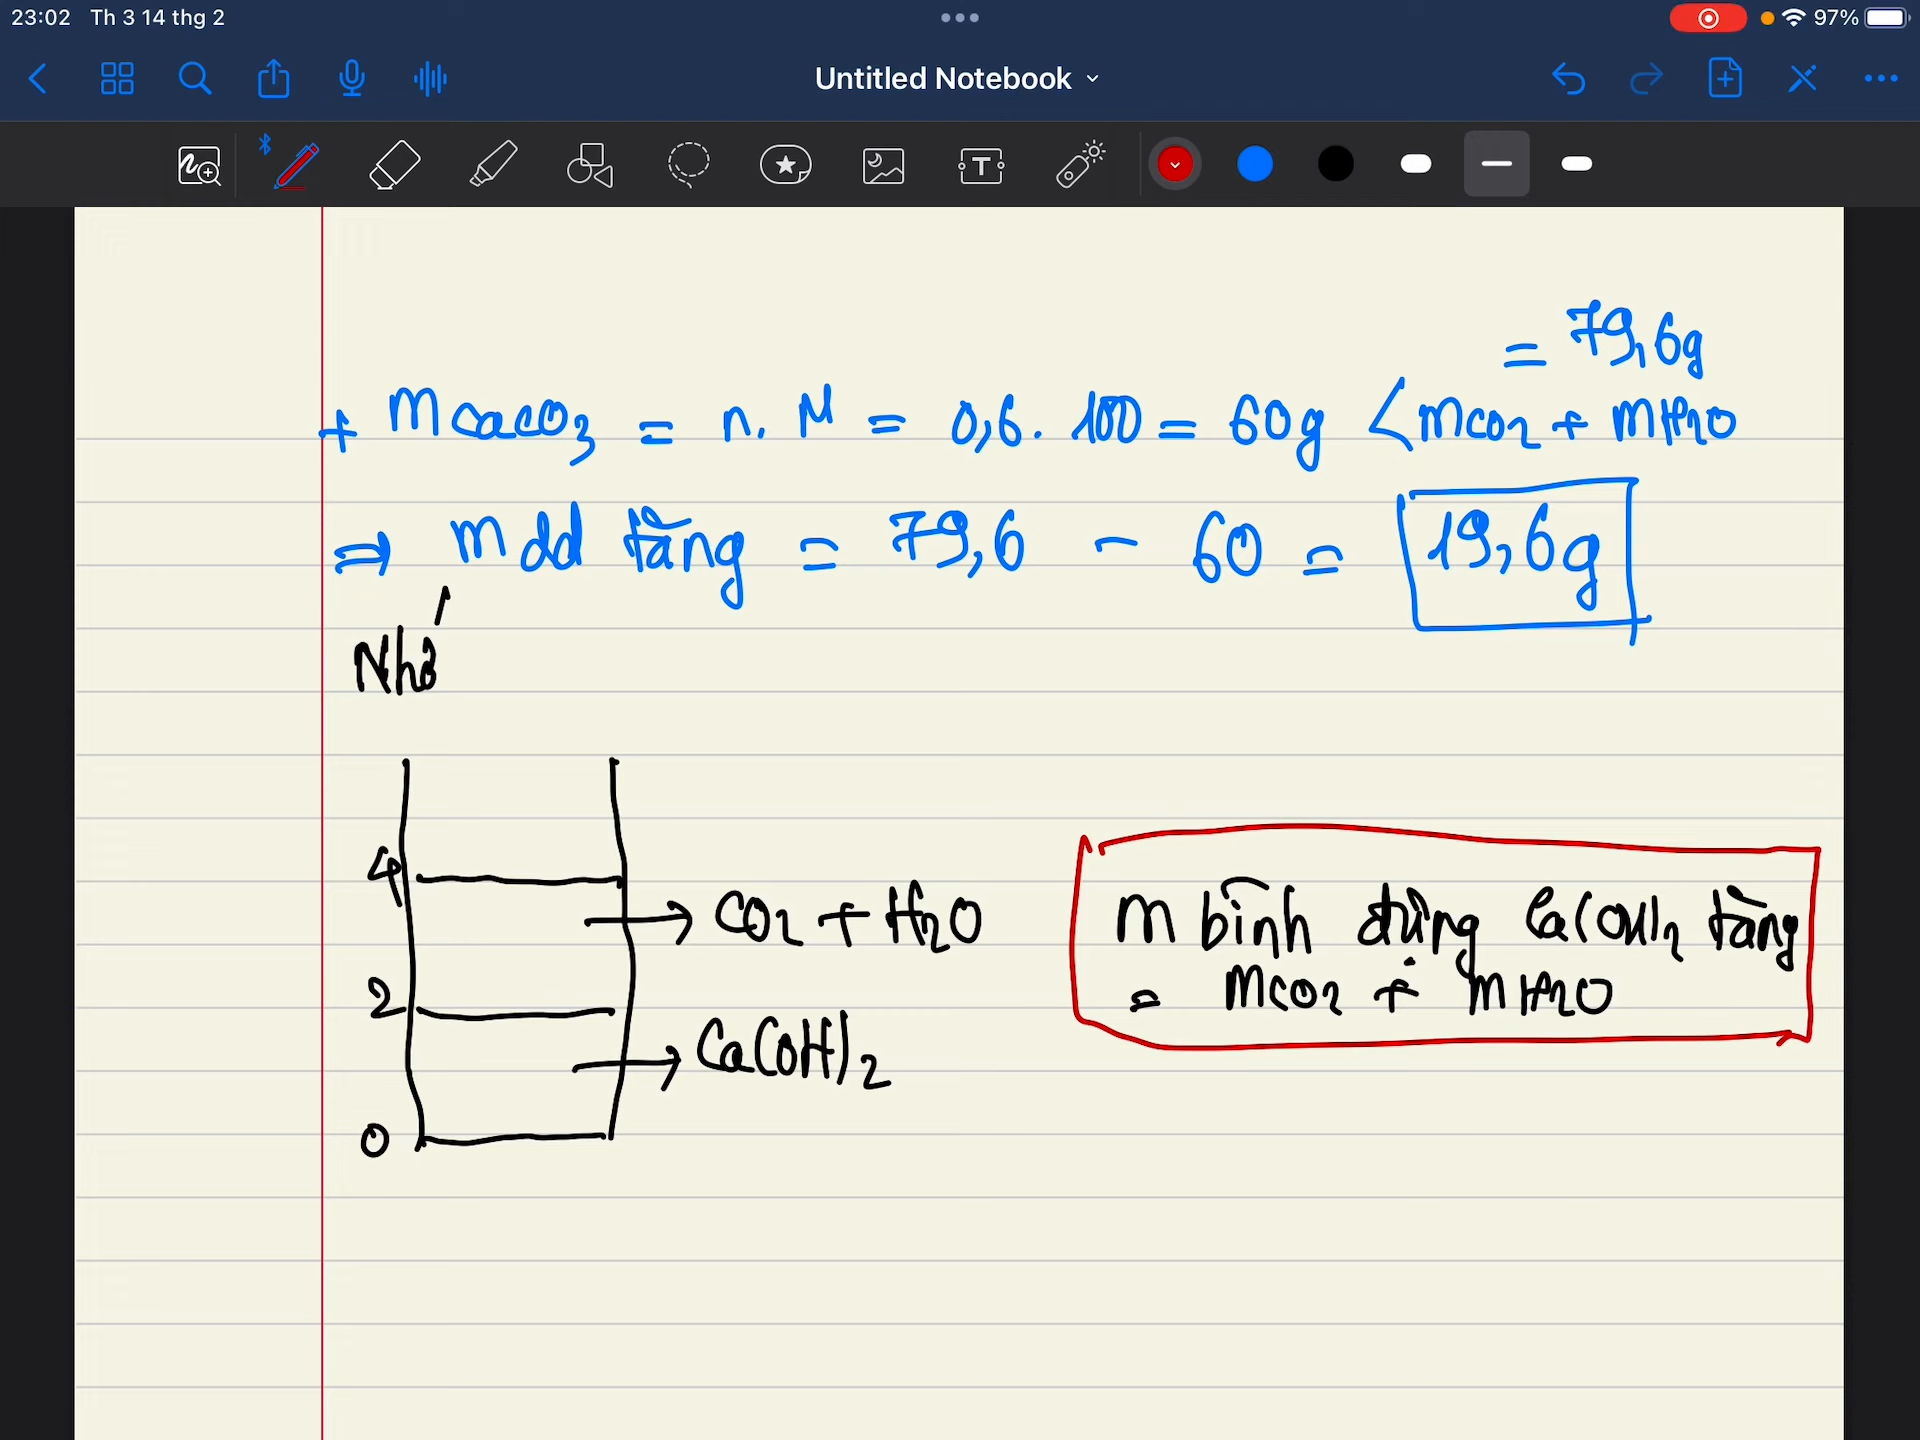 23:02 Th 3 14 thg 2
97%
Untitled Notebook
T
= 79,6g
+ mCaCO3 = n. M = 0,6. 100 = 60g < mCO2 + mH2O
⇒ m dd tăng = 79,6 - 60 = 19,6g
Nhớ
4
→ CO2 + H2O
m bình đựng Ca(OH)2 tăng
= mCO2 + mH2O
2
→ Ca(OH)2
0